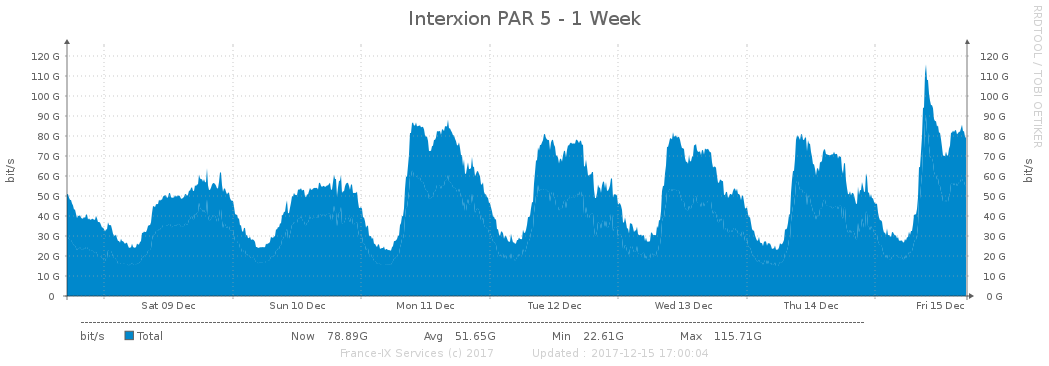 Interxion PAR 5 - 1 Week
RRDTOOL / TOBI OETIKER
bit/s
120 G 120 G
110 G 110 G
100 G 100 G
90 G 90 G
80 G 80 G
70 G 70 G
60 G 60 G
50 G 50 G
40 G 40 G
30 G 30 G
20 G 20 G
10 G 10 G
0 0 G
bit/s
Sat 09 Dec Sun 10 Dec Mon 11 Dec Tue 12 Dec Wed 13 Dec Thu 14 Dec Fri 15 Dec
bit/s Total Now 78.89G Avg 51.65G Min 22.61G Max 115.71G
France-IX Services (c) 2017 Updated : 2017-12-15 17:00:04